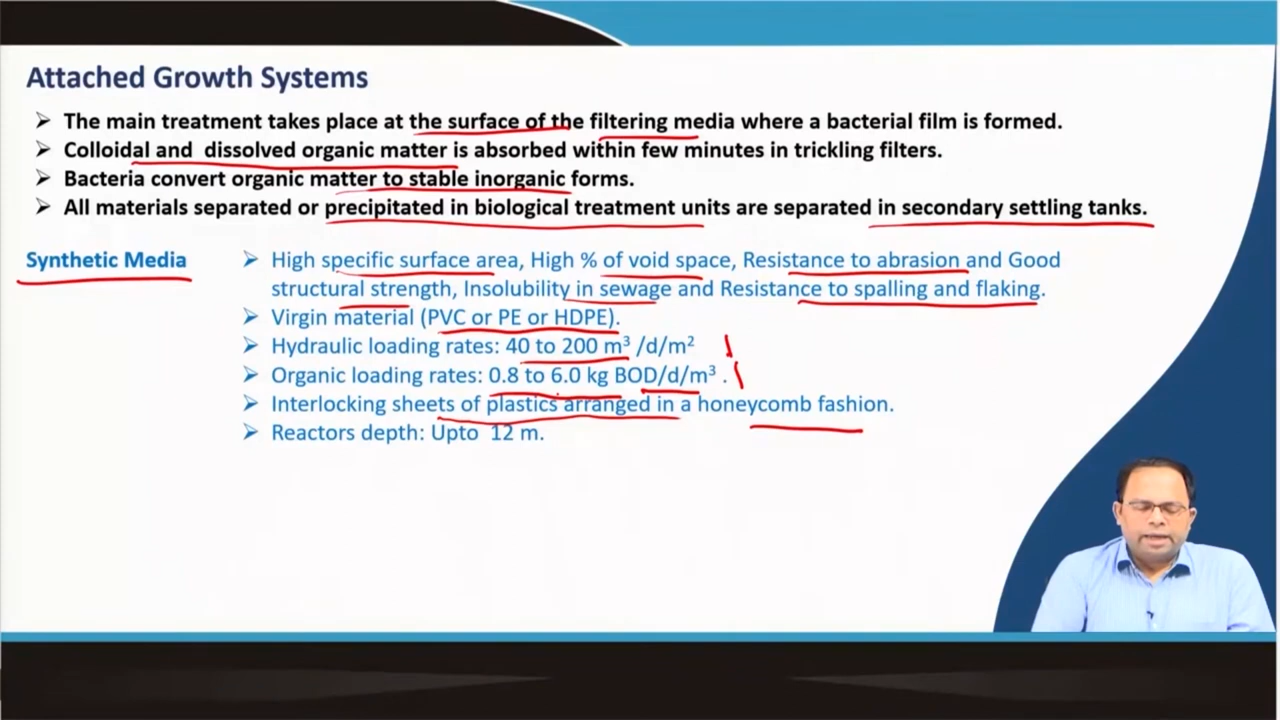 Attached Growth Systems
➢ The main treatment takes place at the surface of the filtering media where a bacterial film is formed.
➢ Colloidal and dissolved organic matter is absorbed within few minutes in trickling filters.
➢ Bacteria convert organic matter to stable inorganic forms.
➢ All materials separated or precipitated in biological treatment units are separated in secondary settling tanks.
Synthetic Media
➢ High specific surface area, High % of void space, Resistance to abrasion and Good
structural strength, Insolubility in sewage and Resistance to spalling and flaking.
➢ Virgin material (PVC or PE or HDPE).
➢ Hydraulic loading rates: 40 to 200 m³ /d/m²
➢ Organic loading rates: 0.8 to 6.0 kg BOD/d/m³ .
➢ Interlocking sheets of plastics arranged in a honeycomb fashion.
➢ Reactors depth: Upto 12 m.